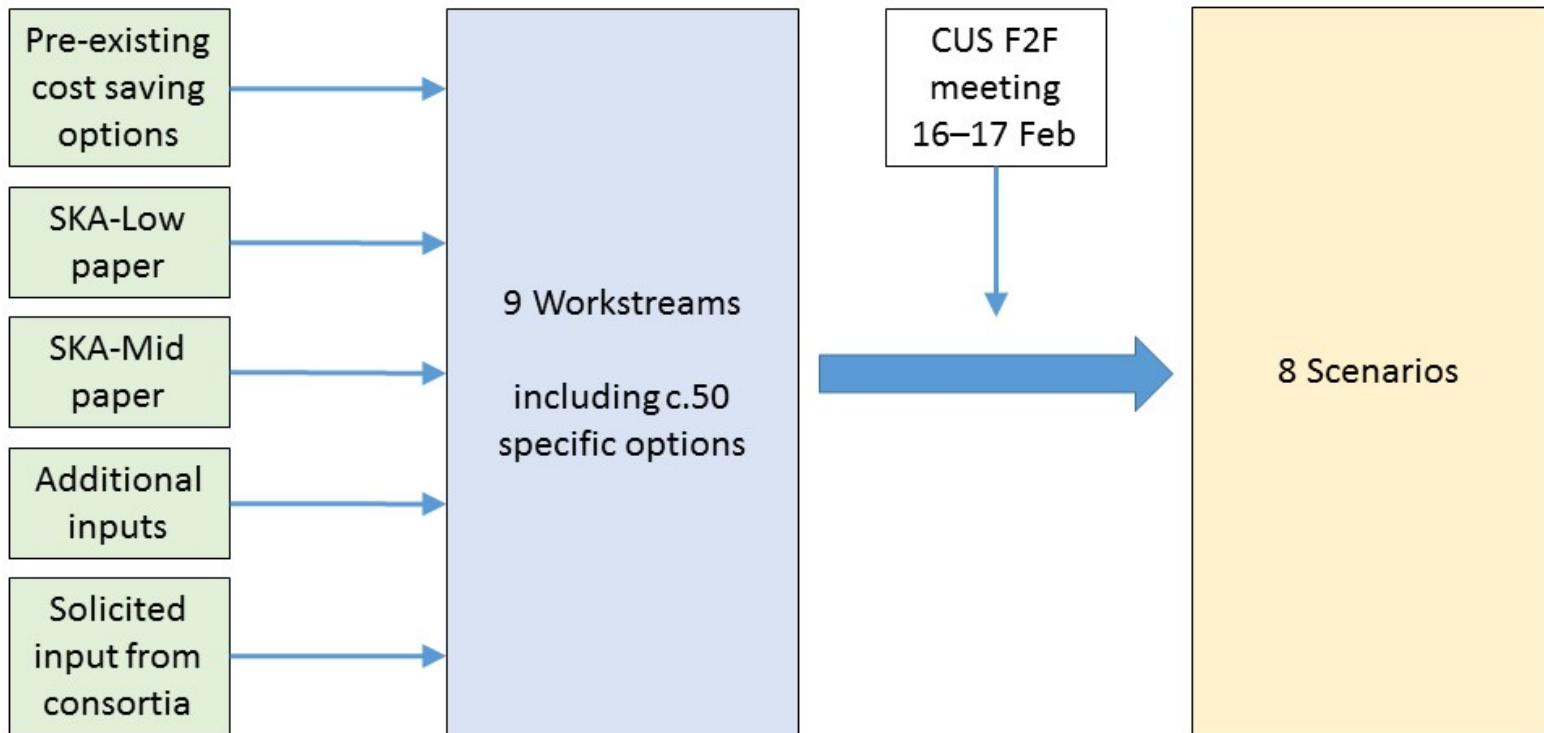 Pre-existing
cost saving
options
SKA-Low
paper
SKA-Mid
paper
Additional
inputs
Solicited
input from
consortia
9 Workstreams
including c.50
specific options
CUS F2F
meeting
16–17 Feb
8 Scenarios